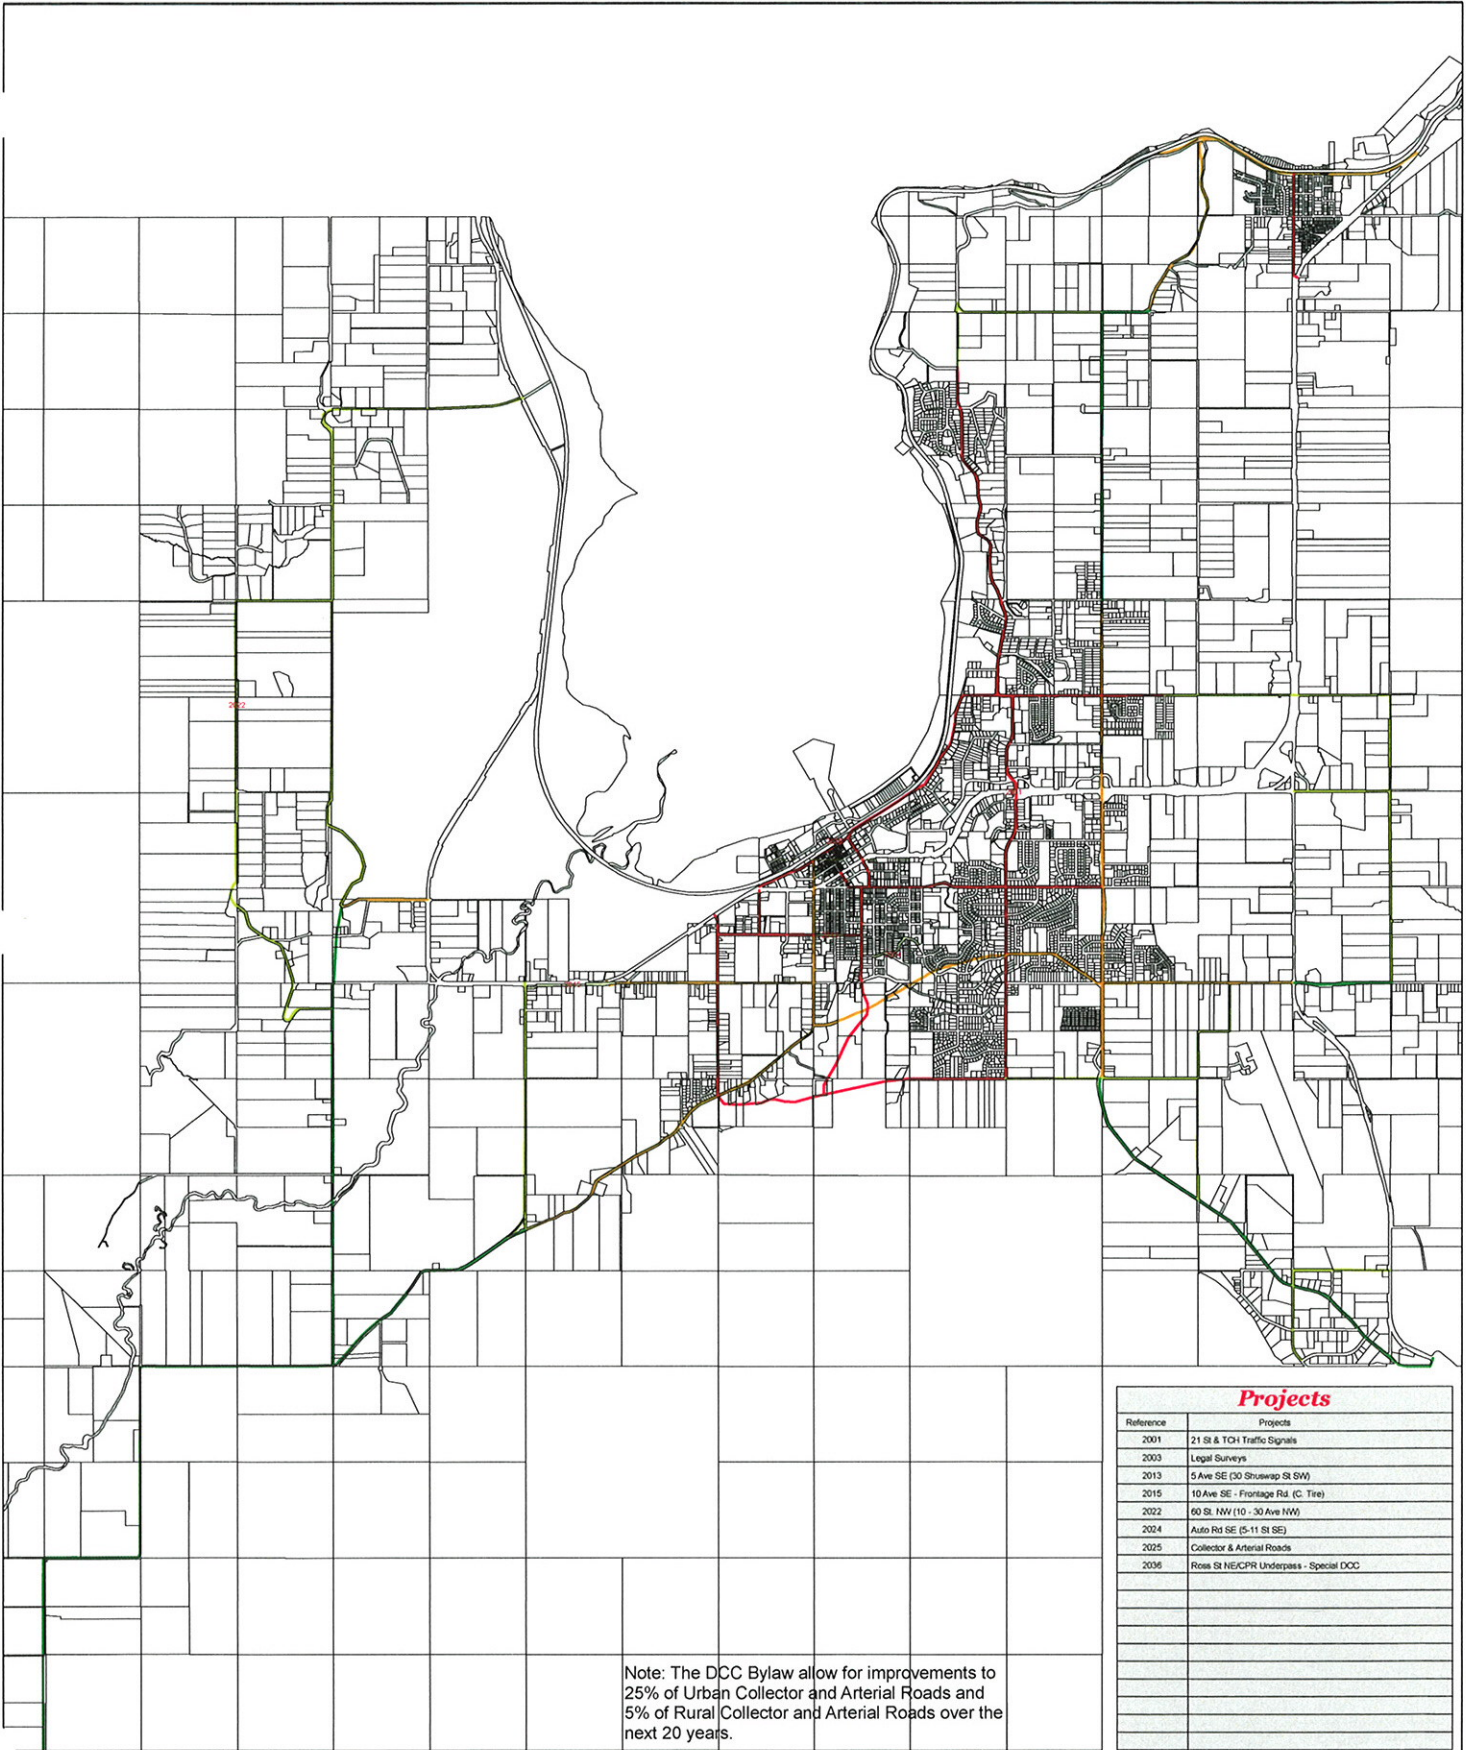 2022
Projects
Reference Projects
2001 21 St & TCH Traffic Signals
2003 Legal Surveys
2013 5 Ave SE (30 Shuswap St SW)
2015 10 Ave SE - Frontage Rd. (C. Tire)
2022 60 St. NW (10 - 30 Ave NW)
2024 Auto Rd SE (5-11 St SE)
2025 Collector & Arterial Roads
2036 Ross St NE/CPR Underpass - Special DCC
Note: The DCC Bylaw allow for improvements to
25% of Urban Collector and Arterial Roads and
5% of Rural Collector and Arterial Roads over the
next 20 years.